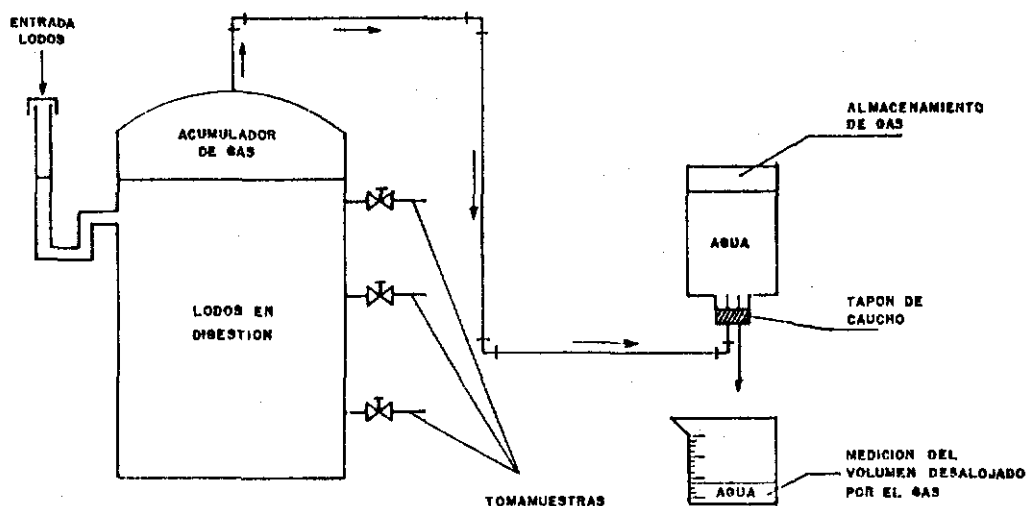 ENTRADA
LODOS
ACUMULADOR
DE GAS
LODOS EN
DIGESTION
TOMAMUESTRAS
ALMACENAMIENTO
DE GAS
AGUA
TAPON DE
CAUCHO
MEDICION DEL
VOLUMEN DESALOJADO
POR EL GAS
AGUA